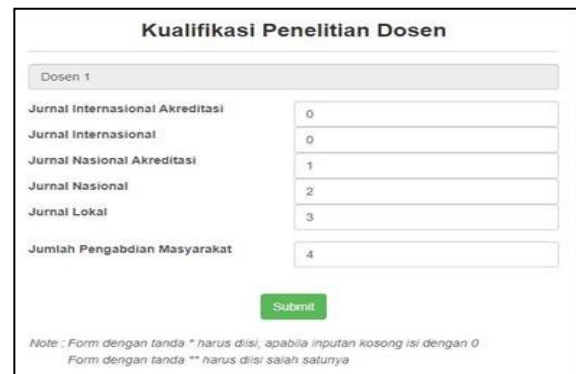 Kualifikasi Penelitian Dosen
Dosen 1
Jurnal Internasional Akreditasi 0
Jurnal Internasional 0
Jurnal Nasional Akreditasi 1
Jurnal Nasional 2
Jurnal Lokal 3
Jumlah Pengabdian Masyarakat 4
Submit
Note : Form dengan tanda * harus diisi, apabila inputan kosong isi dengan 0
Form dengan tanda ** harus diisi salah satunya